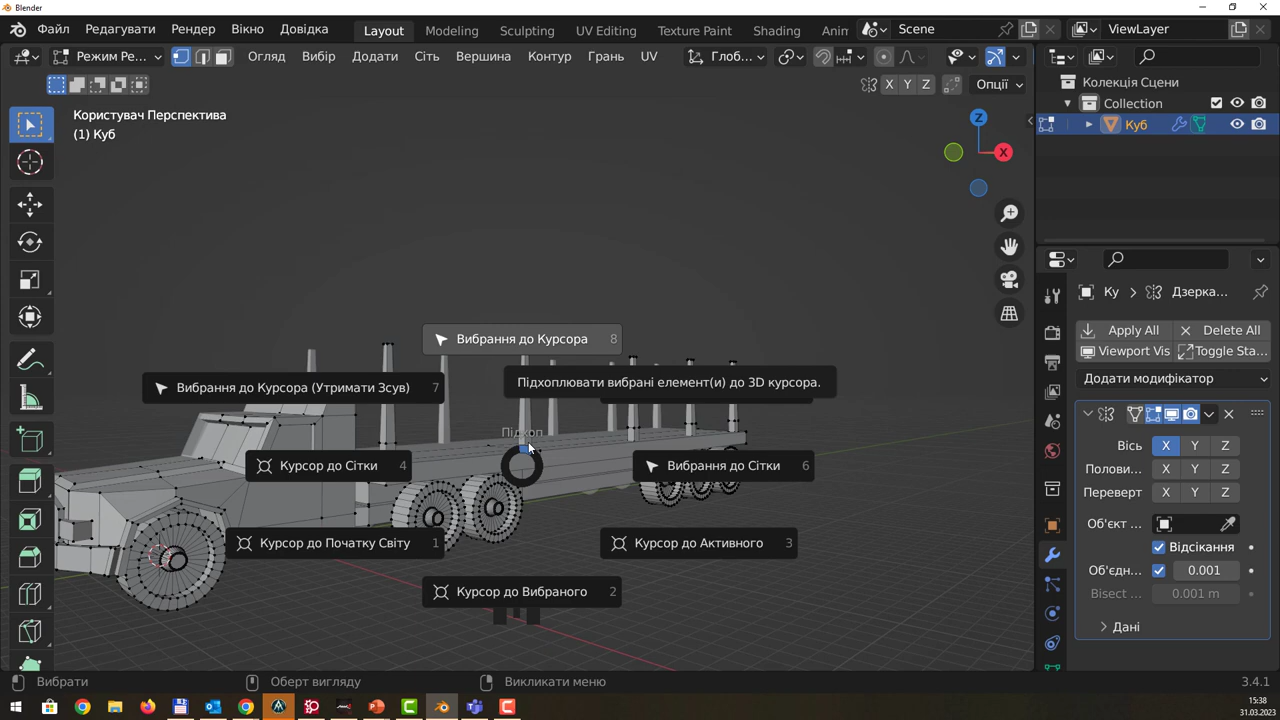 Blender
Файл Редагувати Рендер Вікно Довідка Layout Modeling Sculpting UV Editing Texture Paint Shading Anin Scene ViewLayer
Режим Ре... Огляд Вибір Додати Сіть Вершина Контур Грань UV Глоб...
X Y Z Опції
Користувач Перспектива
(1) Куб
Z
X
Колекція Сцени
Collection
Куб
Ку Дзерка...
Apply All Delete All
Viewport Vis Toggle Sta...
Додати модифікатор
Вісь X Y Z
Полови... X Y Z
Переверт X Y Z
Об'єкт ...
Відсікання
Об'єдн... 0.001
Bisect ... 0.001 m
Дані
Вибрання до Курсора 8
Підхоплювати вибрані елемент(и) до 3D курсора.
Вибрання до Курсора (Утримати Зсув) 7
Підхоп
Курсор до Сітки 4
Вибрання до Сітки 6
Курсор до Початку Світу 1
Курсор до Активного 3
Курсор до Вибраного 2
Вибрати Оберт вигляду Викликати меню 3.4.1
15:38
31.03.2023